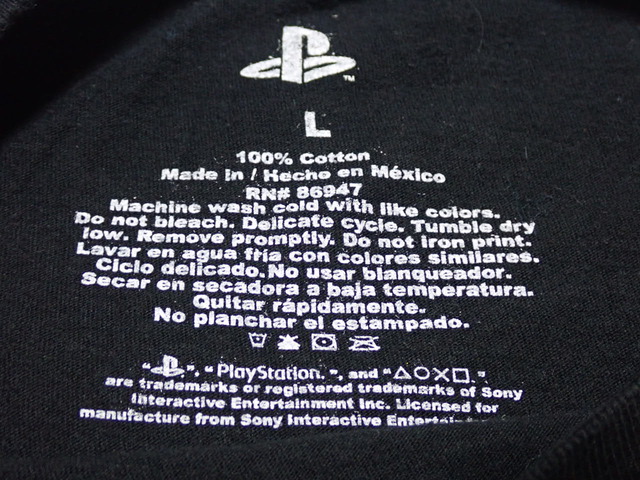 L
100% Cotton
Made in / Hecho en México
RN# 86947
Machine wash cold with like colors.
Do not bleach. Delicate cycle. Tumble dry
low. Remove promptly. Do not iron print.
Lavar en agua fría con colores similares.
Ciclo delicado. No usar blanqueador.
Secar en secadora a baja temperatura.
Quitar rápidamente.
No planchar el estampado.
" ", "PlayStation.", and "△○✕□."
are trademarks or registered trademarks of Sony
Interactive Entertainment Inc. Licensed for
manufacture from Sony Interactive